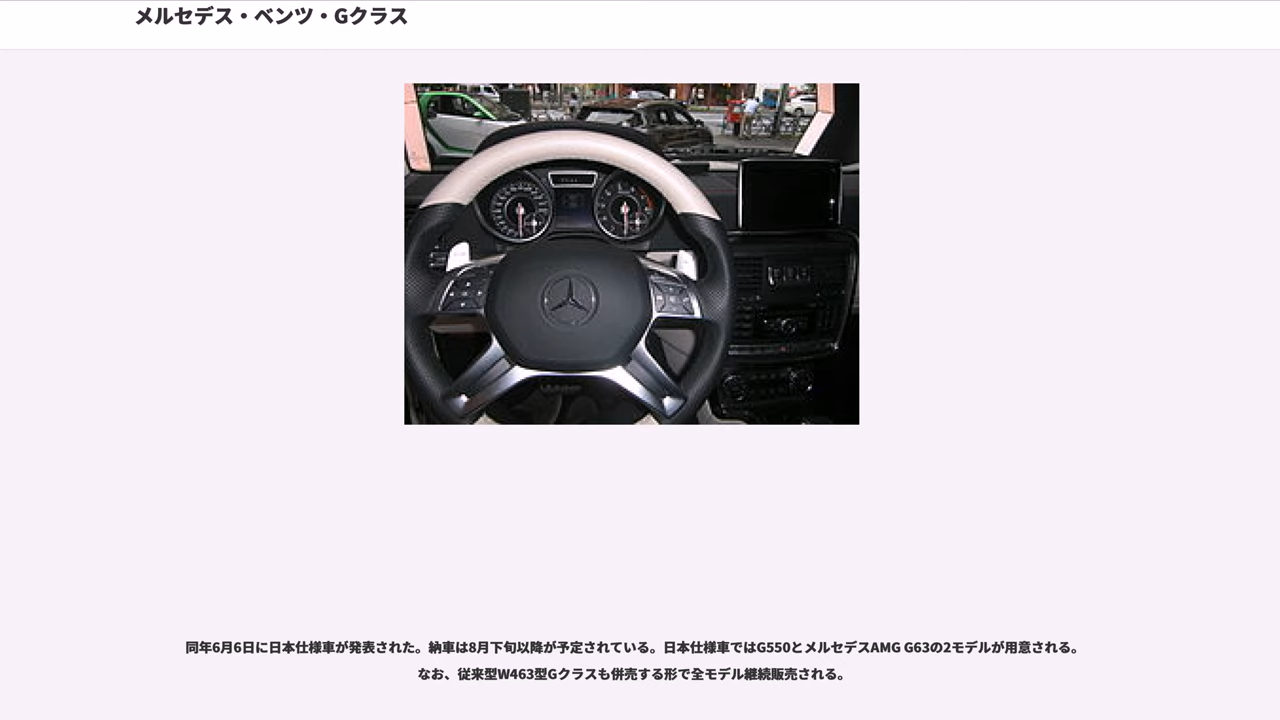 メルセデス・ベンツ・Gクラス
同年6月6日に日本仕様車が発表された。納車は8月下旬以降が予定されている。日本仕様車ではG550とメルセデスAMG G63の2モデルが用意される。
なお、従来型W463型Gクラスも併売する形で全モデル継続販売される。